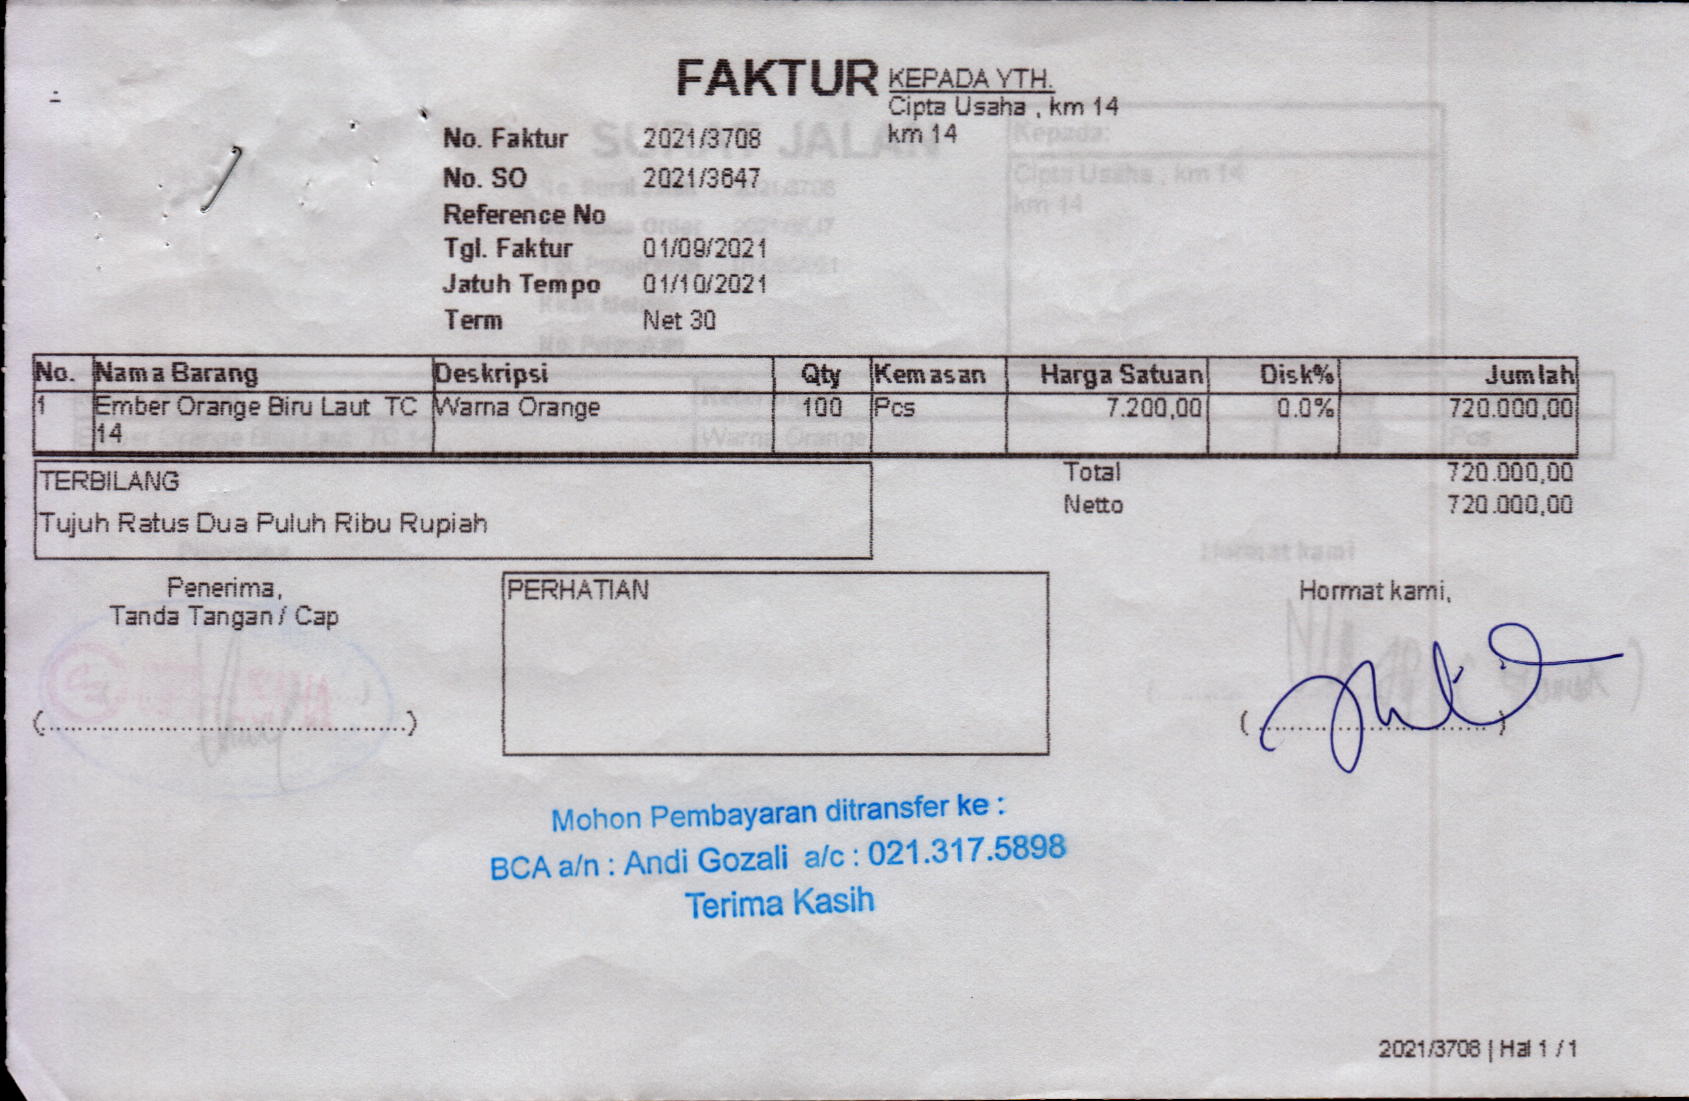 FAKTUR
KEPADA YTH.
Cipta Usaha , km 14
km 14
No. Faktur 2021/3708
No. SO 2021/3647
Reference No
Tgl. Faktur 01/09/2021
Jatuh Tempo 01/10/2021
Term Net 30
No. Nama Barang Deskripsi Qty Kemasan Harga Satuan Disk% Jumlah
1 Ember Orange Biru Laut TC Warna Orange 100 Pcs 7.200,00 0.0% 720.000,00
14
Total 720.000,00
Netto 720.000,00
TERBILANG
Tujuh Ratus Dua Puluh Ribu Rupiah
Penerima,
Tanda Tangan / Cap
(..........................................................)
PERHATIAN
Hormat kami,
(.......................................)
Mohon Pembayaran ditransfer ke :
BCA a/n : Andi Gozali a/c : 021.317.5898
Terima Kasih
2021/3708 | Hal 1 / 1